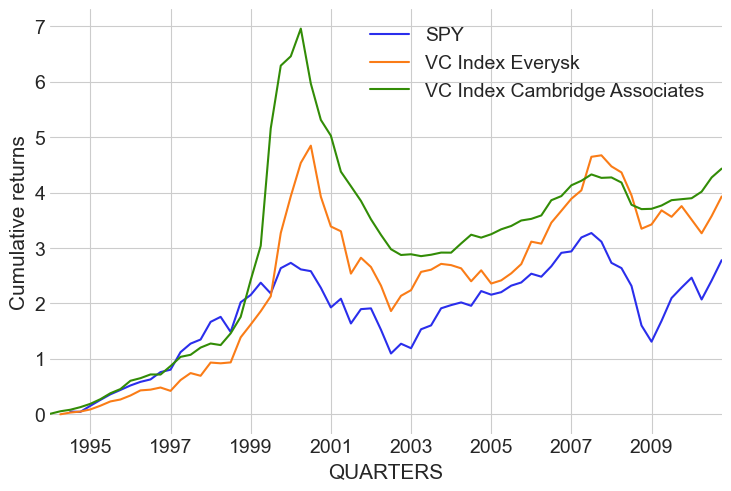 SPY
VC Index Everysk
VC Index Cambridge Associates
7
6
5
4
3
2
1
0
Cumulative returns
1995 1997 1999 2001 2003 2005 2007 2009
QUARTERS